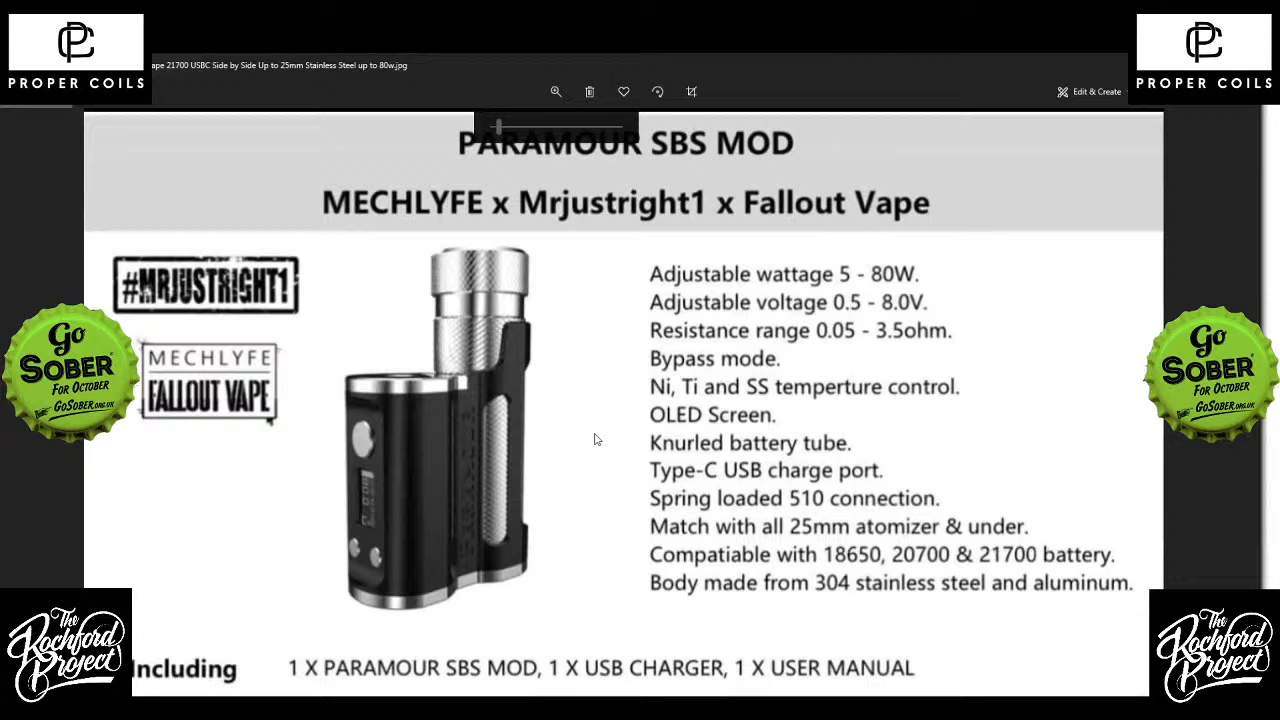 PC
PROPER COILS
PC
PROPER COILS
ape 21700 USBC Side by Side Up to 25mm Stainless Steel up to 80w.jpg
Edit & Create
PARAMOUR SBS MOD
MECHLYFE x Mrjustright1 x Fallout Vape
#MRJUSTRIGHT1
MECHLYFE
FALLOUT VAPE
Adjustable wattage 5 - 80W.
Adjustable voltage 0.5 - 8.0V.
Resistance range 0.05 - 3.5ohm.
Bypass mode.
Ni, Ti and SS temperture control.
OLED Screen.
Knurled battery tube.
Type-C USB charge port.
Spring loaded 510 connection.
Match with all 25mm atomizer & under.
Compatiable with 18650, 20700 & 21700 battery.
Body made from 304 stainless steel and aluminum.
Go
SOBER
FOR OCTOBER
GOSOBER.ORG.UK
Go
SOBER
FOR OCTOBER
GOSOBER.ORG.UK
The
Rochford
Project
The
Rochford
Project
Including
1 X PARAMOUR SBS MOD, 1 X USB CHARGER, 1 X USER MANUAL